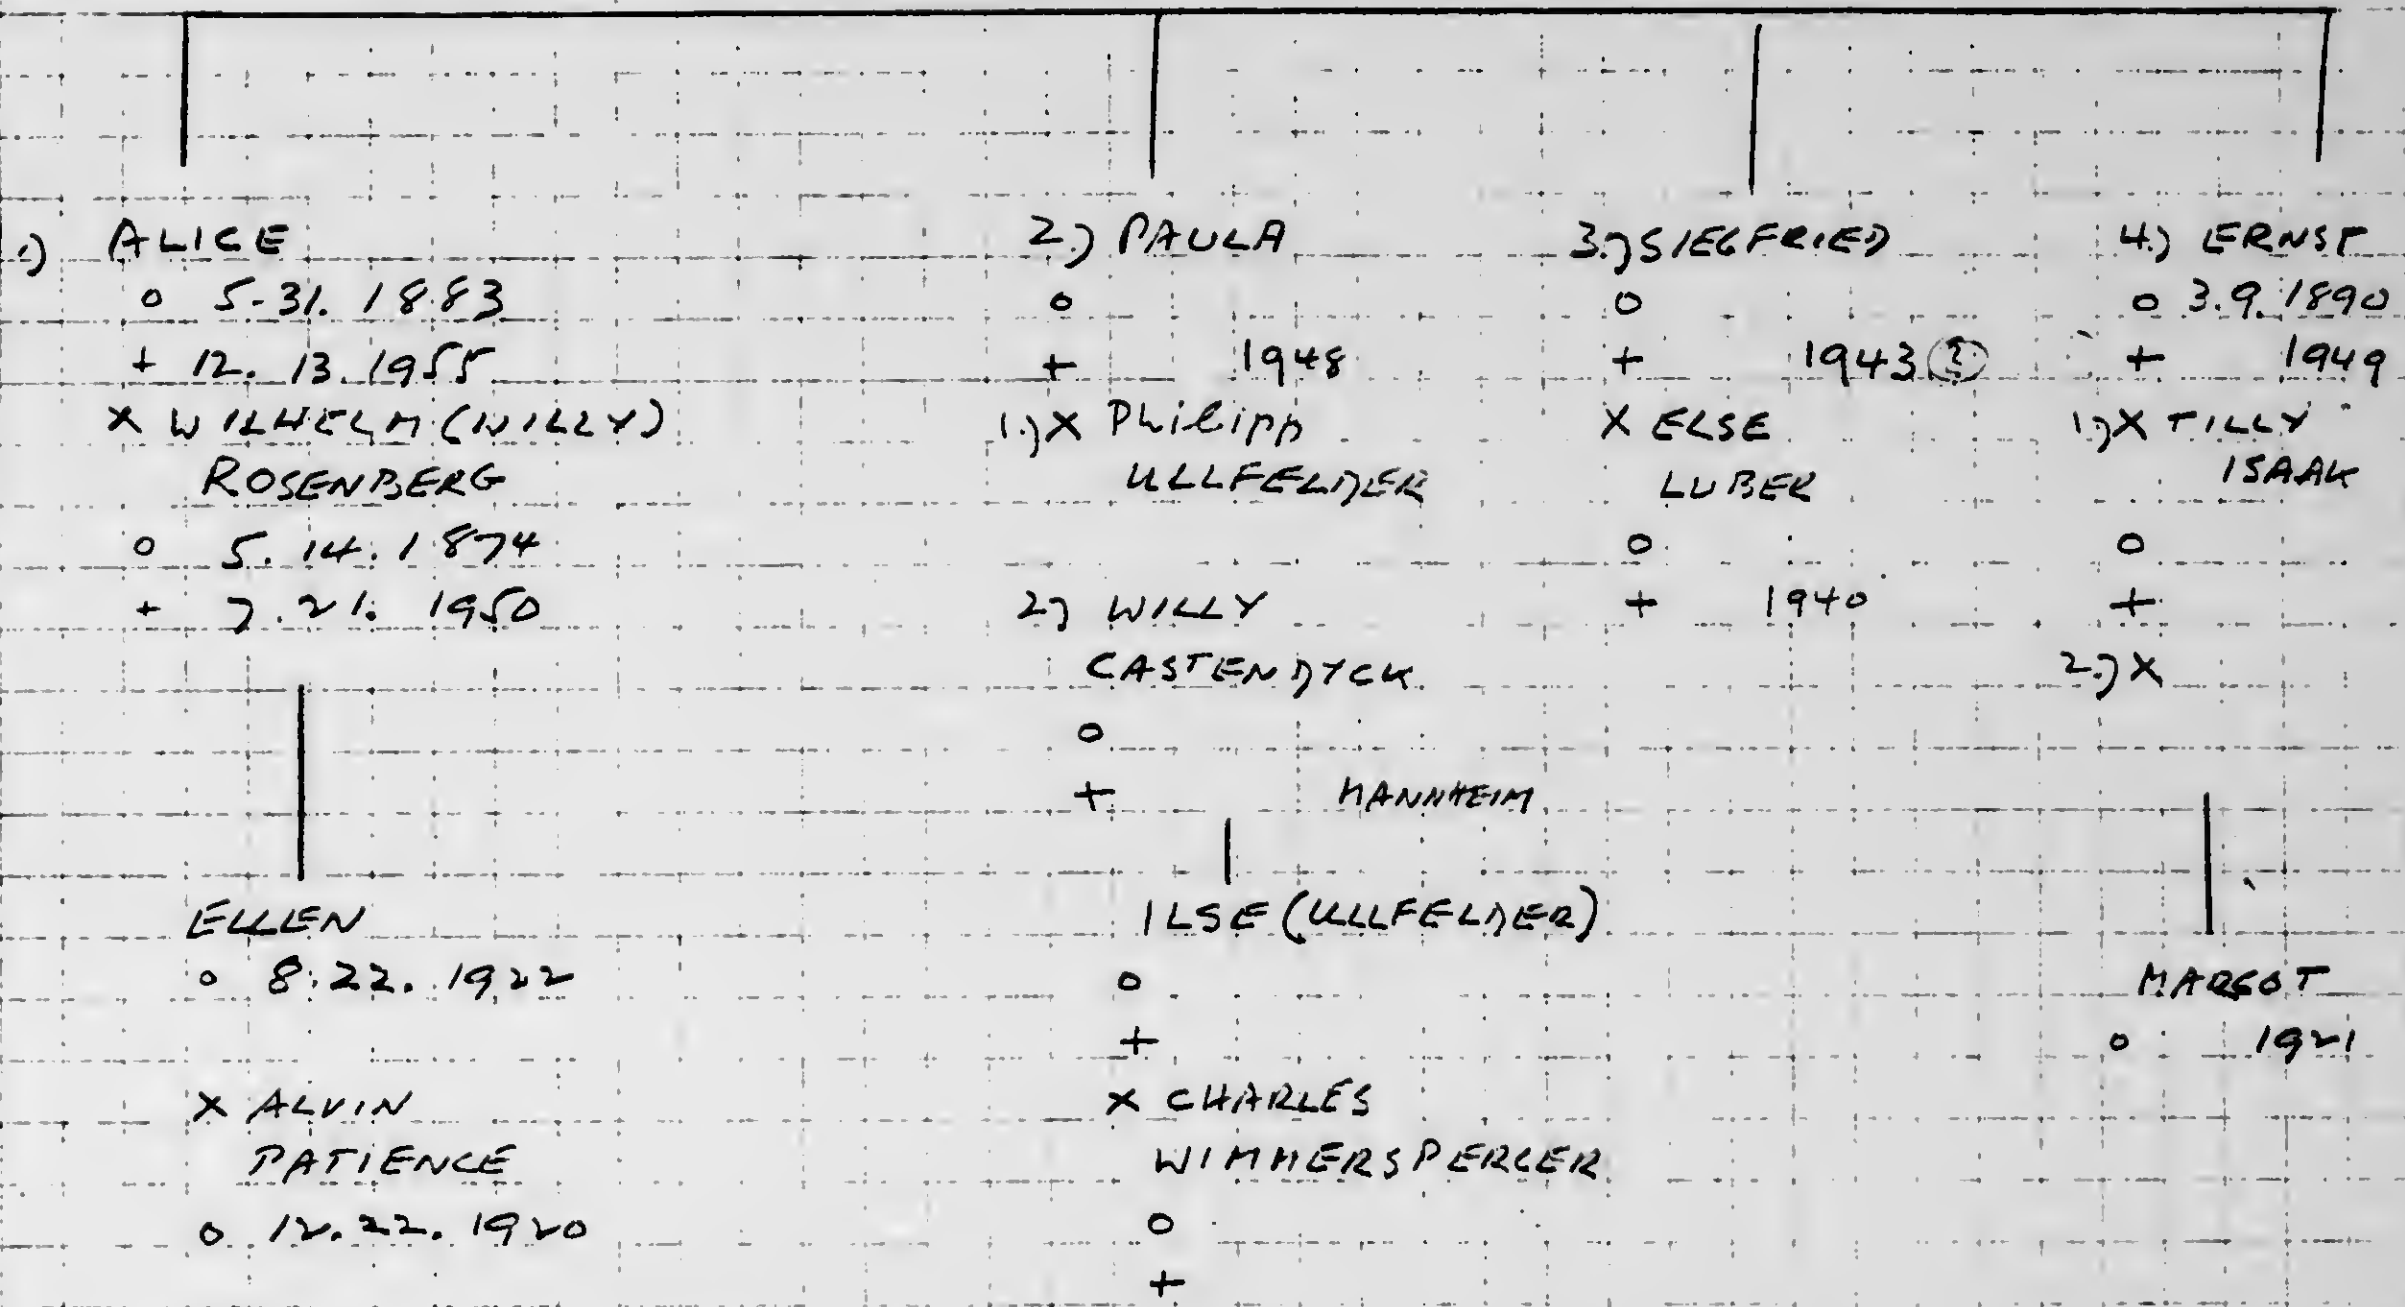 1.) ALICE
o 5-31. 1883
+ 12. 13. 1955
X WILHELM (WILLY)
ROSENBERG
o 5. 14. 1874
+ 7. 21. 1950
ELLEN
o 8. 22. 1922
X ALVIN
PATIENCE
o 12. 22. 1920
2.) PAULA
o
+ 1948
1.) X Philipp
ULLFELDER
2.) WILLY
CASTENDYCK
o
+ MANNHEIM
ILSE (ULLFELDER)
o
+
X CHARLES
WIMMERSPERGER
o
+
3.) SIEGFRIED
o
+ 1943 (?)
X ELSE
LUBER
o
+ 1940
4.) ERNST
o 3. 9. 1890
+ 1949
1.) X TILLY
ISAAK
o
+
2.) X
MARGOT
o 1921